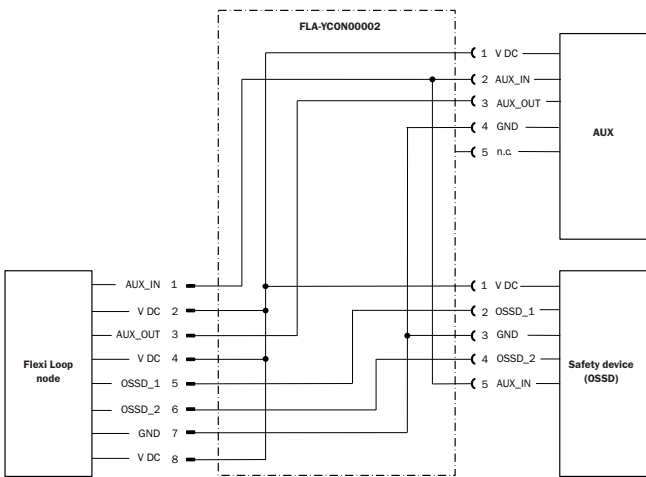 FLA-YCON00002
1 V DC
2 AUX_IN
3 AUX_OUT
4 GND
5 n.c.
AUX
AUX_IN 1
V DC 2
AUX_OUT 3
V DC 4
OSSD_1 5
OSSD_2 6
GND 7
V DC 8
Flexi Loop
node
1 V DC
2 OSSD_1
3 GND
4 OSSD_2
5 AUX_IN
Safety device
(OSSD)